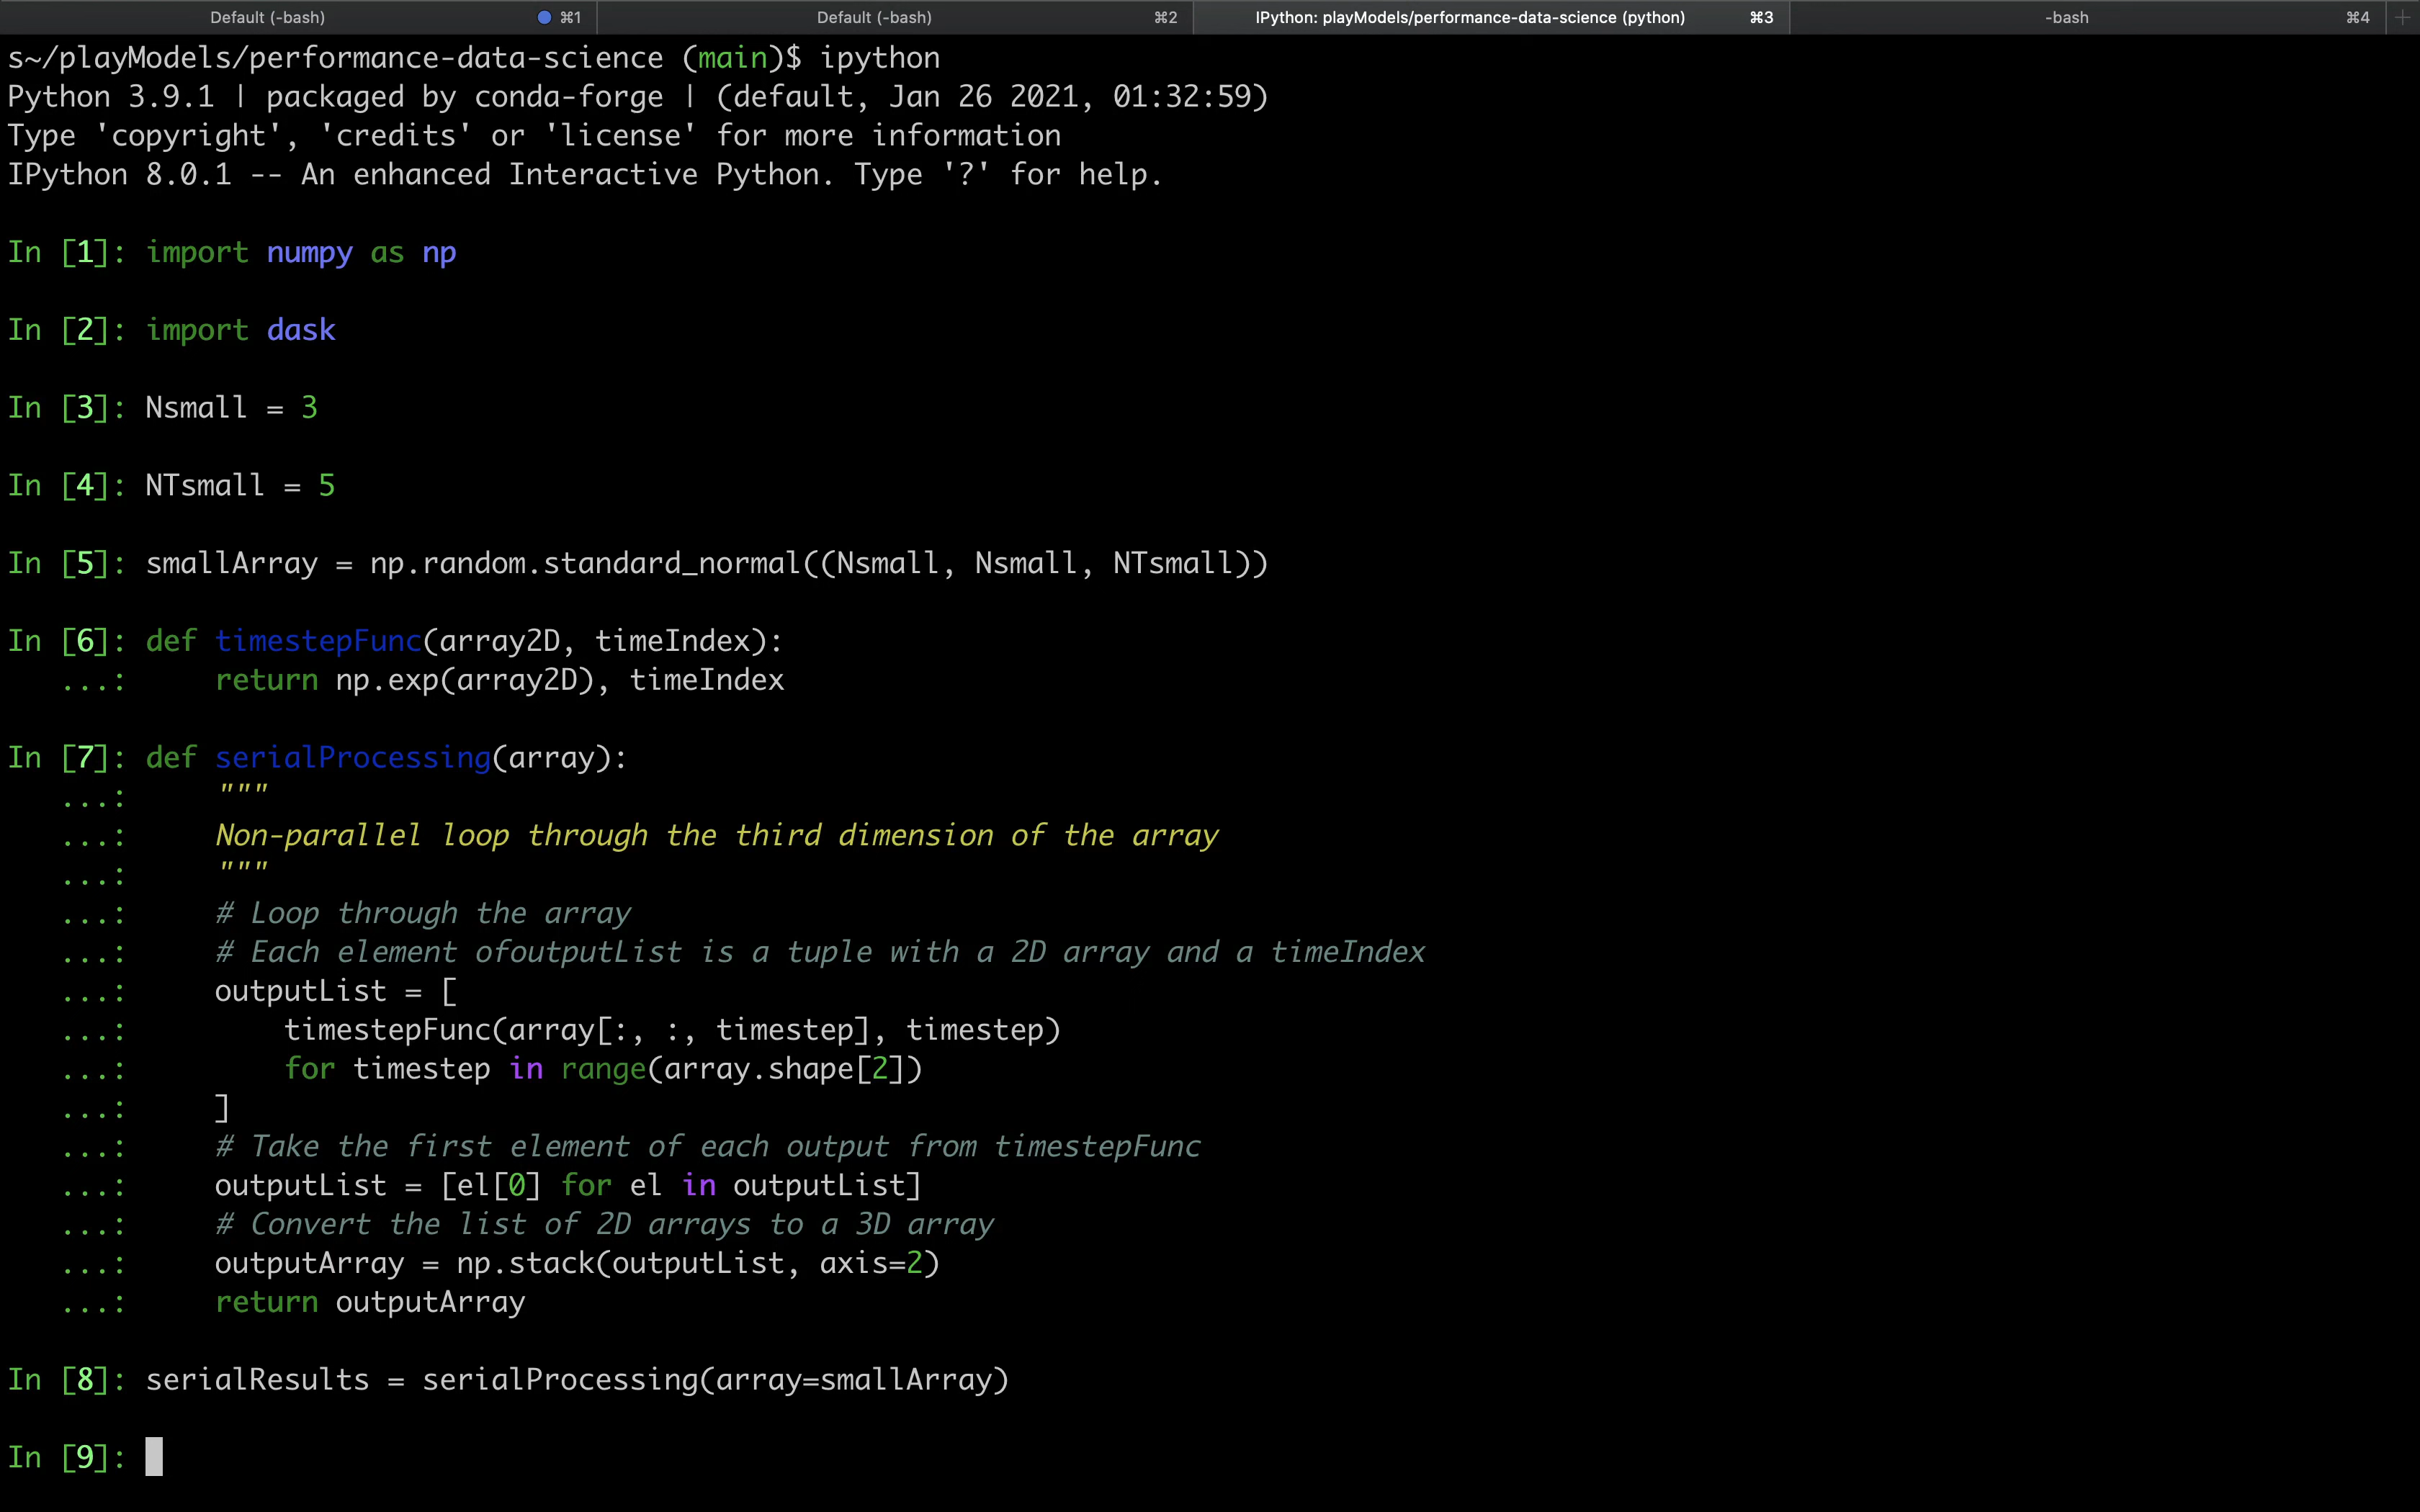 Default (-bash) ⌘1 Default (-bash) ⌘2 IPython: playModels/performance-data-science (python) ⌘3 -bash ⌘4 +
s~/playModels/performance-data-science (main)$ ipython
Python 3.9.1 | packaged by conda-forge | (default, Jan 26 2021, 01:32:59)
Type 'copyright', 'credits' or 'license' for more information
IPython 8.0.1 -- An enhanced Interactive Python. Type '?' for help.
In [1]: import numpy as np
In [2]: import dask
In [3]: Nsmall = 3
In [4]: NTsmall = 5
In [5]: smallArray = np.random.standard_normal((Nsmall, Nsmall, NTsmall))
In [6]: def timestepFunc(array2D, timeIndex):
   ...:     return np.exp(array2D), timeIndex
In [7]: def serialProcessing(array):
   ...:     """
   ...:     Non-parallel loop through the third dimension of the array
   ...:     """
   ...:     # Loop through the array
   ...:     # Each element ofoutputList is a tuple with a 2D array and a timeIndex
   ...:     outputList = [
   ...:         timestepFunc(array[:, :, timestep], timestep)
   ...:         for timestep in range(array.shape[2])
   ...:     ]
   ...:     # Take the first element of each output from timestepFunc
   ...:     outputList = [el[0] for el in outputList]
   ...:     # Convert the list of 2D arrays to a 3D array
   ...:     outputArray = np.stack(outputList, axis=2)
   ...:     return outputArray
In [8]: serialResults = serialProcessing(array=smallArray)
In [9]: